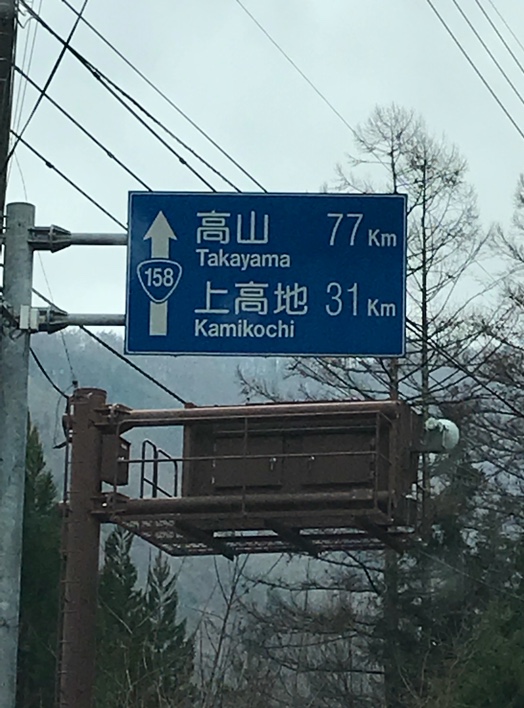 高山 77 Km
Takayama
158
上高地 31 Km
Kamikochi